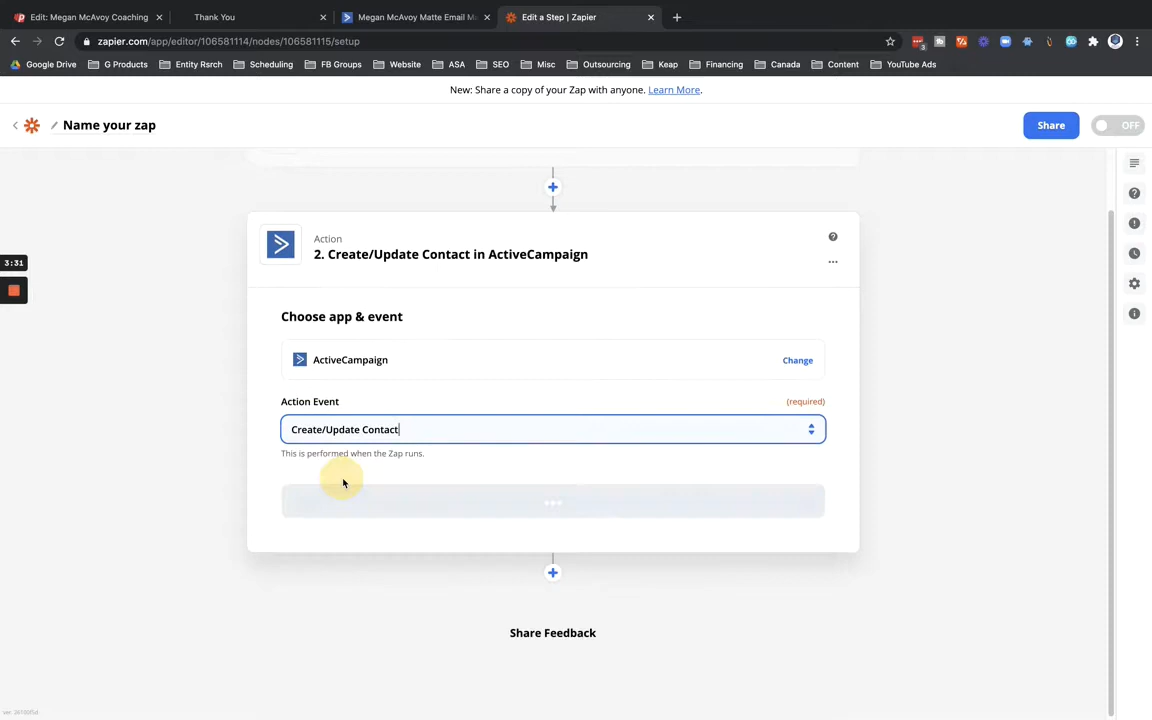 Edit: Megan McAvoy Coaching
Thank You
Megan McAvoy Matte Email M
Edit a Step | Zapier
zapier.com/app/editor/106581114/nodes/106581115/setup
Google Drive
G Products
Entity Rsrch
Scheduling
FB Groups
Website
ASA
SEO
Misc
Outsourcing
Keap
Financing
Canada
Content
YouTube Ads
New: Share a copy of your Zap with anyone. Learn More.
Name your zap
Share
OFF
Action
2. Create/Update Contact in ActiveCampaign
3:31
Choose app & event
ActiveCampaign
Change
Action Event
(required)
Create/Update Contact
This is performed when the Zap runs.
Share Feedback